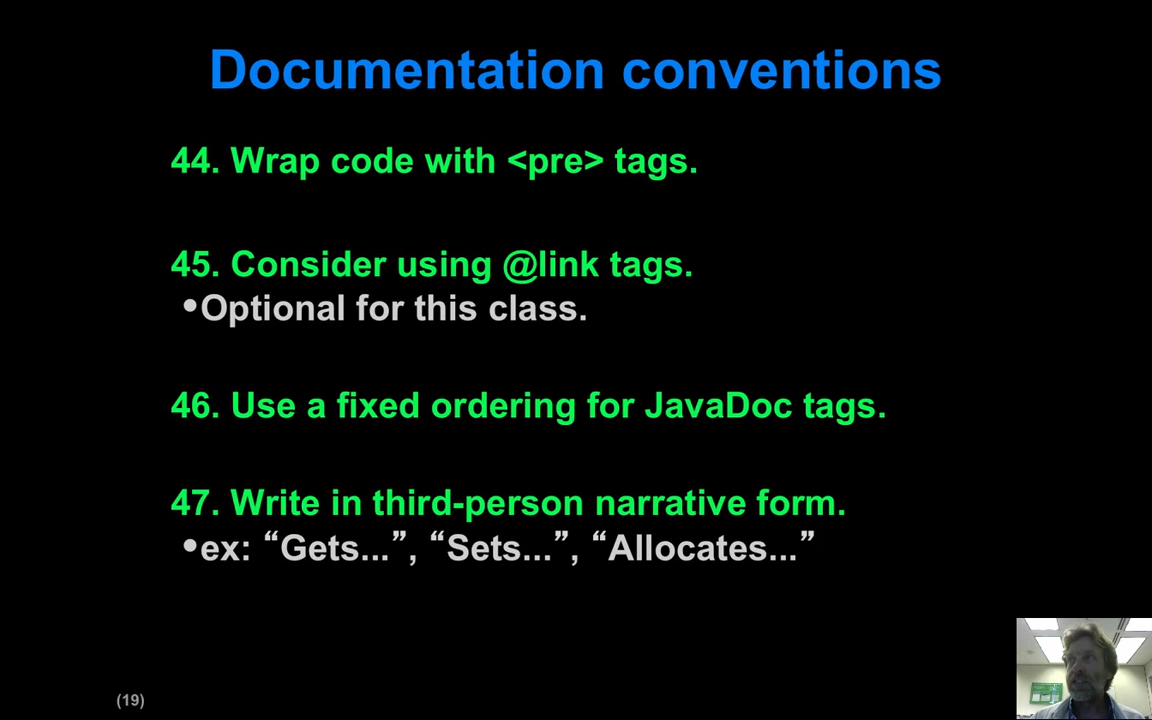 Documentation conventions
44. Wrap code with <pre> tags.
45. Consider using @link tags.
•Optional for this class.
46. Use a fixed ordering for JavaDoc tags.
47. Write in third-person narrative form.
•ex: “Gets...”, “Sets...”, “Allocates...”
(19)